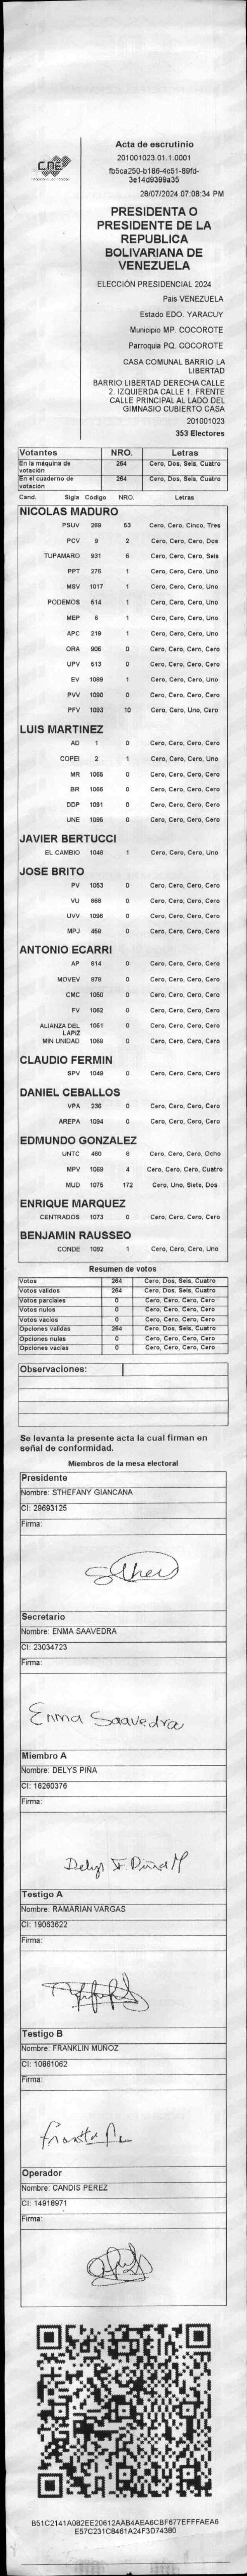 CNE
Acta de escrutinio
201001023.01.1.0001
fb5ca250-b186-4c51-89fd-
3e14d9399a35
28/07/2024 07:08:34 PM
PRESIDENTA O
PRESIDENTE DE LA
REPUBLICA
BOLIVARIANA DE
VENEZUELA
ELECCIÓN PRESIDENCIAL 2024
Pais VENEZUELA
Estado EDO. YARACUY
Municipio MP. COCOROTE
Parroquia PQ. COCOROTE
CASA COMUNAL BARRIO LA
LIBERTAD
BARRIO LIBERTAD DERECHA CALLE
2. IZQUIERDA CALLE 1. FRENTE
CALLE PRINCIPAL AL LADO DEL
GIMNASIO CUBIERTO CASA
201001023
353 Electores
Votantes NRO. Letras
En la máquina de votación 264 Cero, Dos, Seis, Cuatro
En el cuaderno de votación 264 Cero, Dos, Seis, Cuatro
Cand. Sigla Codigo NRO. Letras
NICOLAS MADURO
PSUV 269 53 Cero, Cero, Cinco, Tres
PCV 9 2 Cero, Cero, Cero, Dos
TUPAMARO 931 6 Cero, Cero, Cero, Seis
PPT 276 1 Cero, Cero, Cero, Uno
MSV 1017 1 Cero, Cero, Cero, Uno
PODEMOS 514 1 Cero, Cero, Cero, Uno
MEP 6 1 Cero, Cero, Cero, Uno
APC 219 1 Cero, Cero, Cero, Uno
ORA 906 0 Cero, Cero, Cero, Cero
UPV 513 0 Cero, Cero, Cero, Cero
EV 1089 1 Cero, Cero, Cero, Uno
PVV 1090 0 Cero, Cero, Cero, Cero
PFV 1093 10 Cero, Cero, Uno, Cero
LUIS MARTINEZ
AD 1 0 Cero, Cero, Cero, Cero
COPEI 2 1 Cero, Cero, Cero, Uno
MR 1055 0 Cero, Cero, Cero, Cero
BR 1066 0 Cero, Cero, Cero, Cero
DDP 1091 0 Cero, Cero, Cero, Cero
UNE 1095 0 Cero, Cero, Cero, Cero
JAVIER BERTUCCI
EL CAMBIO 1048 1 Cero, Cero, Cero, Uno
JOSE BRITO
PV 1053 0 Cero, Cero, Cero, Cero
VU 868 0 Cero, Cero, Cero, Cero
UVV 1096 0 Cero, Cero, Cero, Cero
MPJ 458 0 Cero, Cero, Cero, Cero
ANTONIO ECARRI
AP 814 0 Cero, Cero, Cero, Cero
MOVEV 978 0 Cero, Cero, Cero, Cero
CMC 1050 0 Cero, Cero, Cero, Cero
FV 1062 0 Cero, Cero, Cero, Cero
ALIANZA DEL LAPIZ 1051 0 Cero, Cero, Cero, Cero
MIN UNIDAD 1068 0 Cero, Cero, Cero, Cero
CLAUDIO FERMIN
SPV 1049 0 Cero, Cero, Cero, Cero
DANIEL CEBALLOS
VPA 236 0 Cero, Cero, Cero, Cero
AREPA 1094 0 Cero, Cero, Cero, Cero
EDMUNDO GONZALEZ
UNTC 460 8 Cero, Cero, Cero, Ocho
MPV 1069 4 Cero, Cero, Cero, Cuatro
MUD 1075 172 Cero, Uno, Siete, Dos
ENRIQUE MARQUEZ
CENTRADOS 1073 0 Cero, Cero, Cero, Cero
BENJAMIN RAUSSEO
CONDE 1092 1 Cero, Cero, Cero, Uno
Resumen de votos
Votos 264 Cero, Dos, Seis, Cuatro
Votos válidos 264 Cero, Dos, Seis, Cuatro
Votos parciales 0 Cero, Cero, Cero, Cero
Votos nulos 0 Cero, Cero, Cero, Cero
Votos vacíos 0 Cero, Cero, Cero, Cero
Opciones validas 264 Cero, Dos, Seis, Cuatro
Opciones nulas 0 Cero, Cero, Cero, Cero
Opciones vacias 0 Cero, Cero, Cero, Cero
Observaciones:
Se levanta la presente acta la cual firman en
señal de conformidad.
Miembros de la mesa electoral
Presidente
Nombre: STHEFANY GIANCANA
CI: 29693125
Firma:
Secretario
Nombre: ENMA SAAVEDRA
CI: 23034723
Firma:
Enma Saavedra
Miembro A
Nombre: DELYS PIÑA
CI: 16260376
Firma:
Testigo A
Nombre: RAMARIAN VARGAS
CI: 19063622
Firma:
Testigo B
Nombre: FRANKLIN MUÑOZ
CI: 10861062
Firma:
Operador
Nombre: CANDIS PEREZ
CI: 14918971
Firma:
B51C2141A082EE20612AAB4AEA6CBF677EFFFAEA6
E57C231C8461A24F3D74380